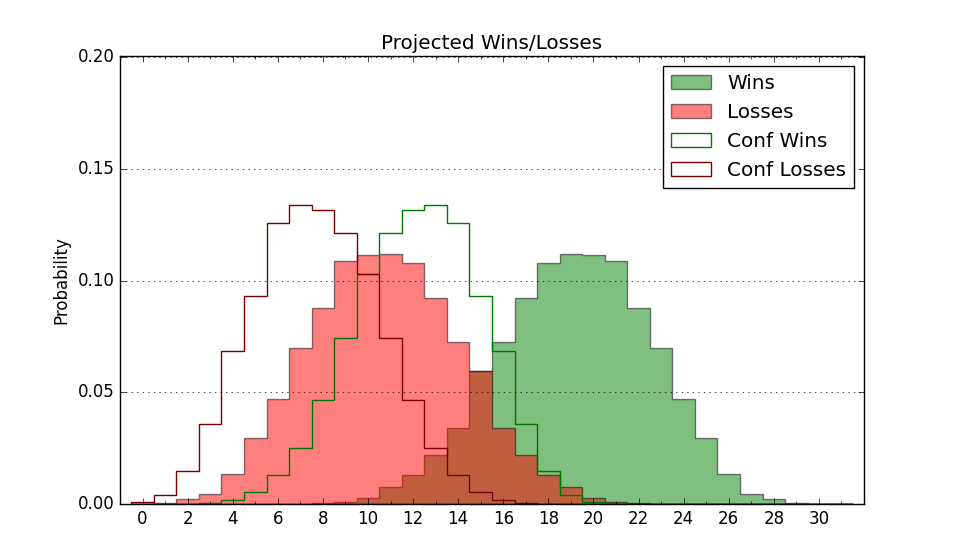 Projected Wins/Losses
0.20
0.15
0.10
0.05
0.00
Probability
Wins
Losses
Conf Wins
Conf Losses
0 2 4 6 8 10 12 14 16 18 20 22 24 26 28 30